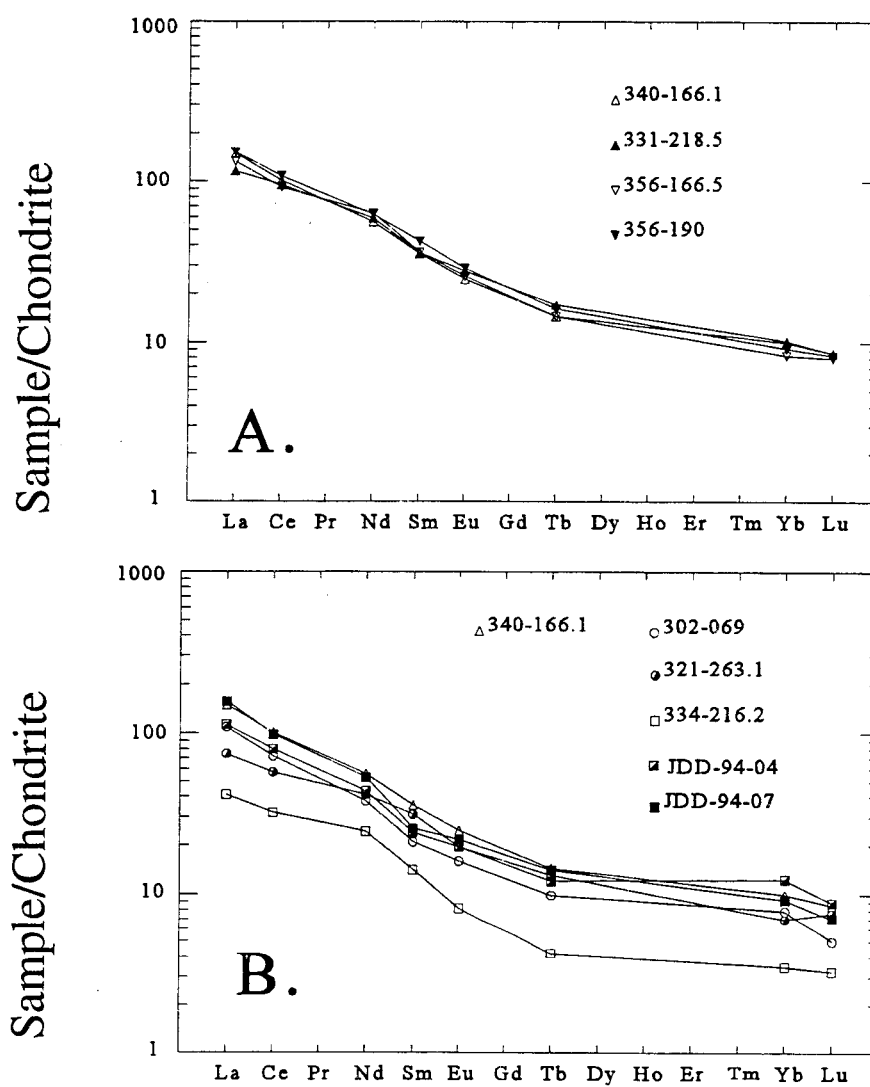 Sample/Chondrite
1000
100
10
1
340-166.1
331-218.5
356-166.5
356-190
A.
La Ce Pr Nd Sm Eu Gd Tb Dy Ho Er Tm Yb Lu
Sample/Chondrite
1000
100
10
1
340-166.1
302-069
321-263.1
334-216.2
JDD-94-04
JDD-94-07
B.
La Ce Pr Nd Sm Eu Gd Tb Dy Ho Er Tm Yb Lu